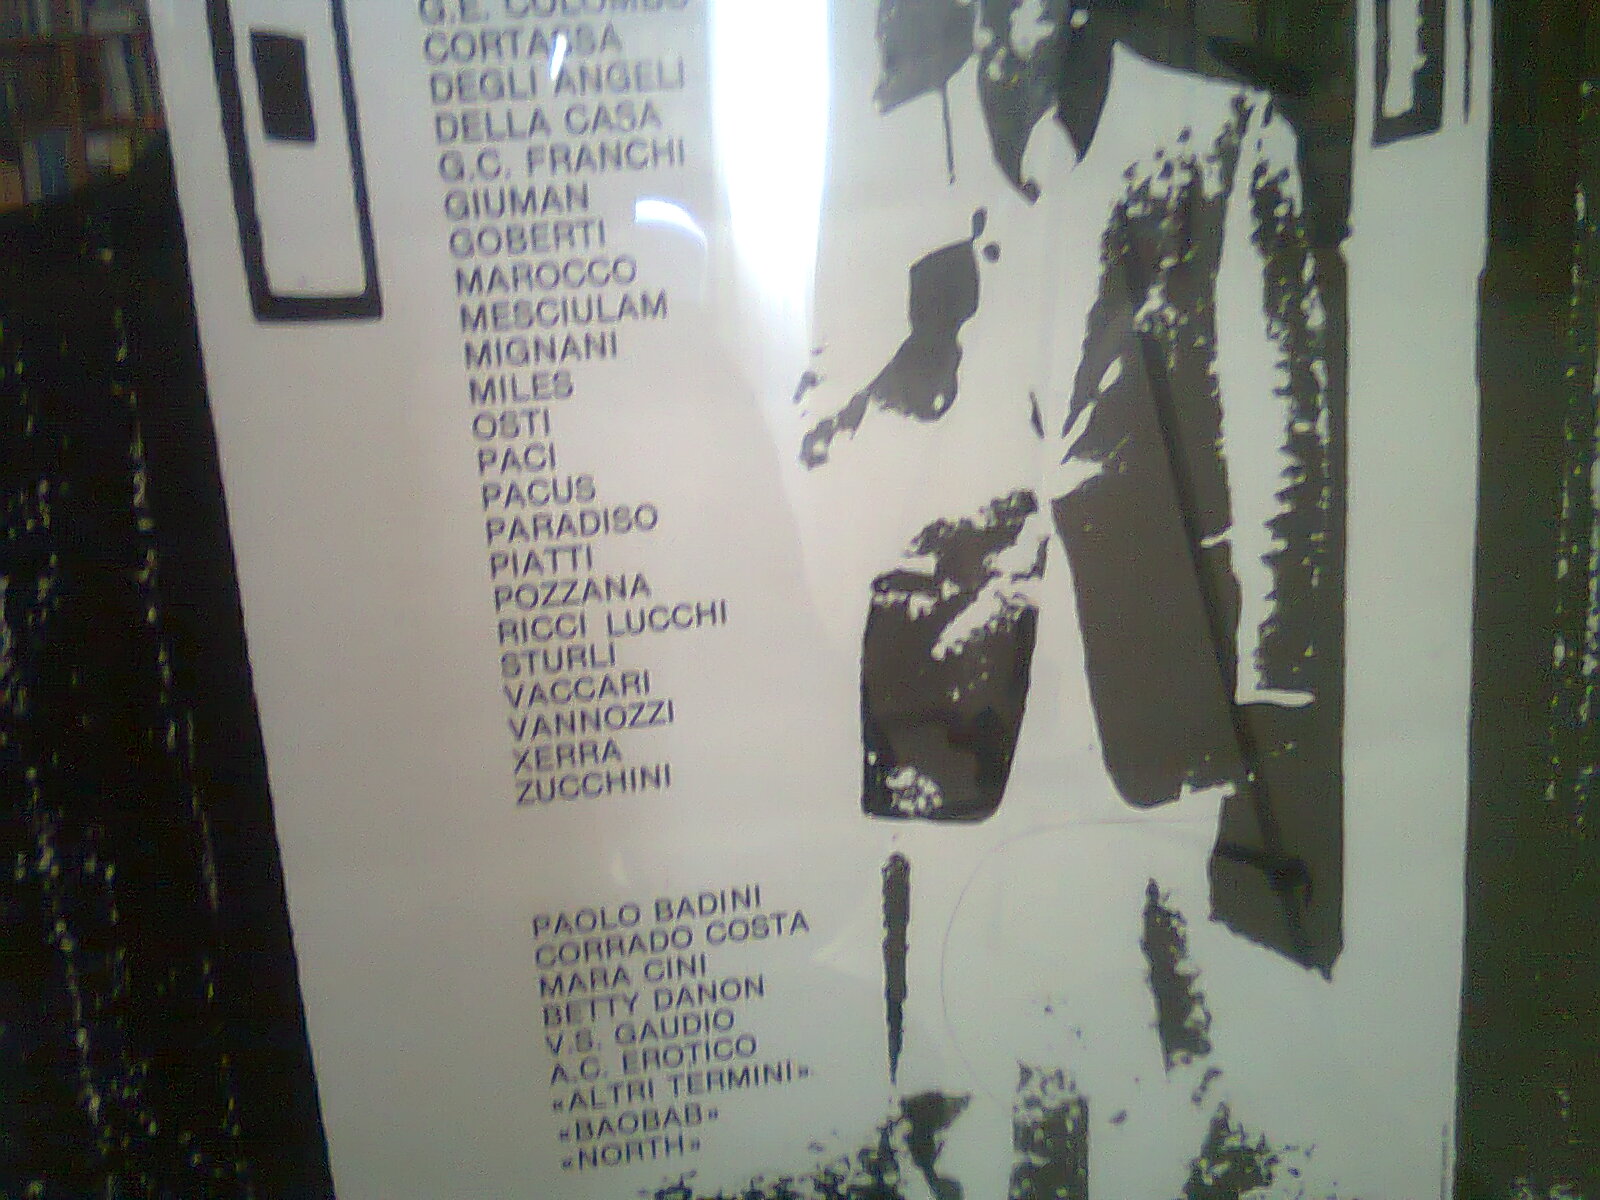 G.E. COLOMBO
CORTASSA
DEGLI ANGELI
DELLA CASA
G.C. FRANCHI
GIUMAN
GOBERTI
MAROCCO
MESCIULAM
MIGNANI
MILES
OSTI
PACI
PACUS
PARADISO
PIATTI
POZZANA
RICCI LUCCHI
STURLI
VACCARI
VANNOZZI
XERRA
ZUCCHINI
PAOLO BADINI
CORRADO COSTA
MARA CINI
BETTY DANON
V.S. GAUDIO
A.C. EROTICO
«ALTRI TERMINI»
«BAOBAB»
«NORTH»